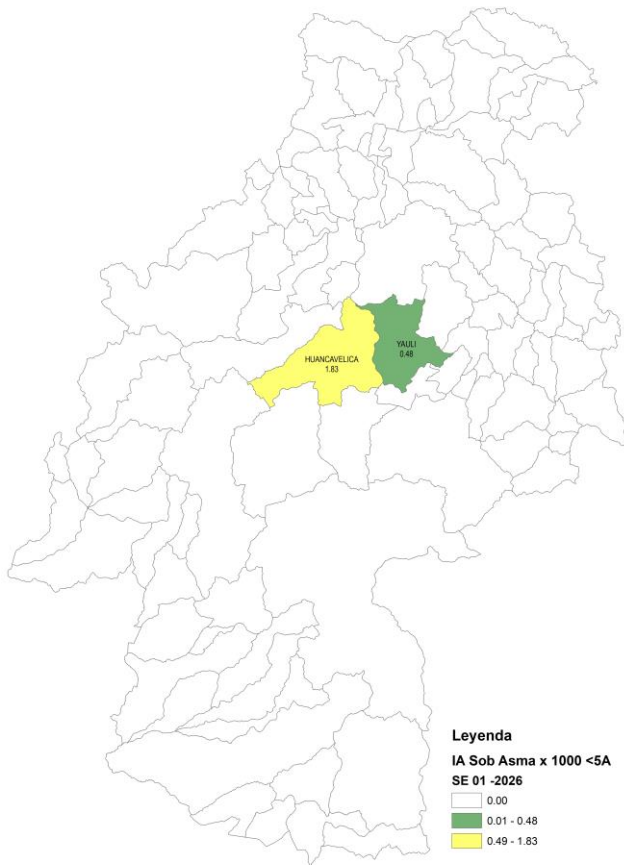 YAULI
0.48
HUANCAVELICA
1.83
Leyenda
IA Sob Asma x 1000 <5A
SE 01 -2026
0.00
0.01 - 0.48
0.49 - 1.83